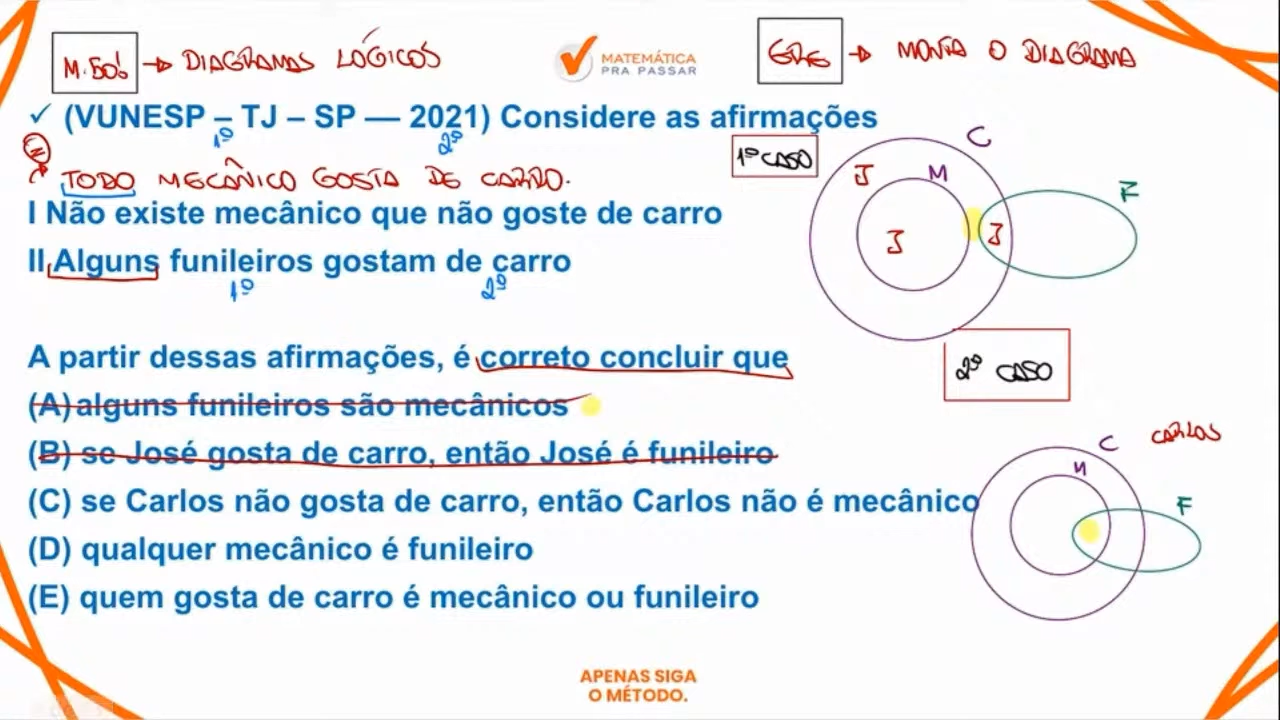 M.60's → DIAGRAMAS LÓGICOS
MATEMÁTICA
PRA PASSAR
→ MONTA O DIAGRAMA
✓ (VUNESP – TJ – SP –– 2021) Considere as afirmações
1º 2º
1º CASO
C
N
TODO MECÂNICO GOSTA DE CARRO.
J M F
I Não existe mecânico que não goste de carro
J J
II Alguns funileiros gostam de carro
1º 2º
A partir dessas afirmações, é correto concluir que
2º CASO
(A) alguns funileiros são mecânicos
(B) se José gosta de carro, então José é funileiro
C CARLOS
M F
(C) se Carlos não gosta de carro, então Carlos não é mecânico
(D) qualquer mecânico é funileiro
(E) quem gosta de carro é mecânico ou funileiro
APENAS SIGA
O MÉTODO.